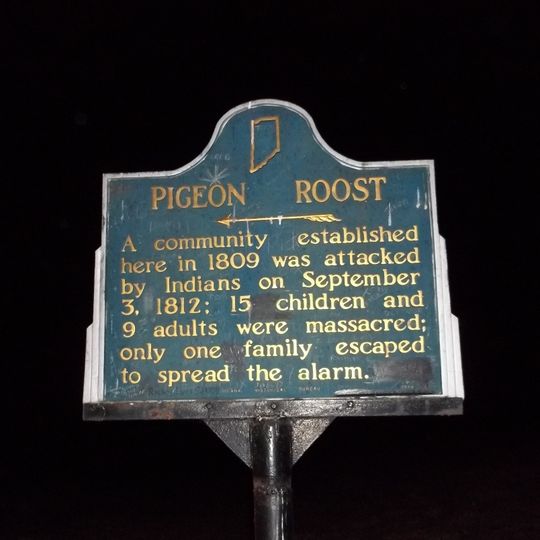 PIGEON ROOST
A community established
here in 1809 was attacked
by Indians on September
3, 1812; 15 children and
9 adults were massacred;
only one family escaped
to spread the alarm.